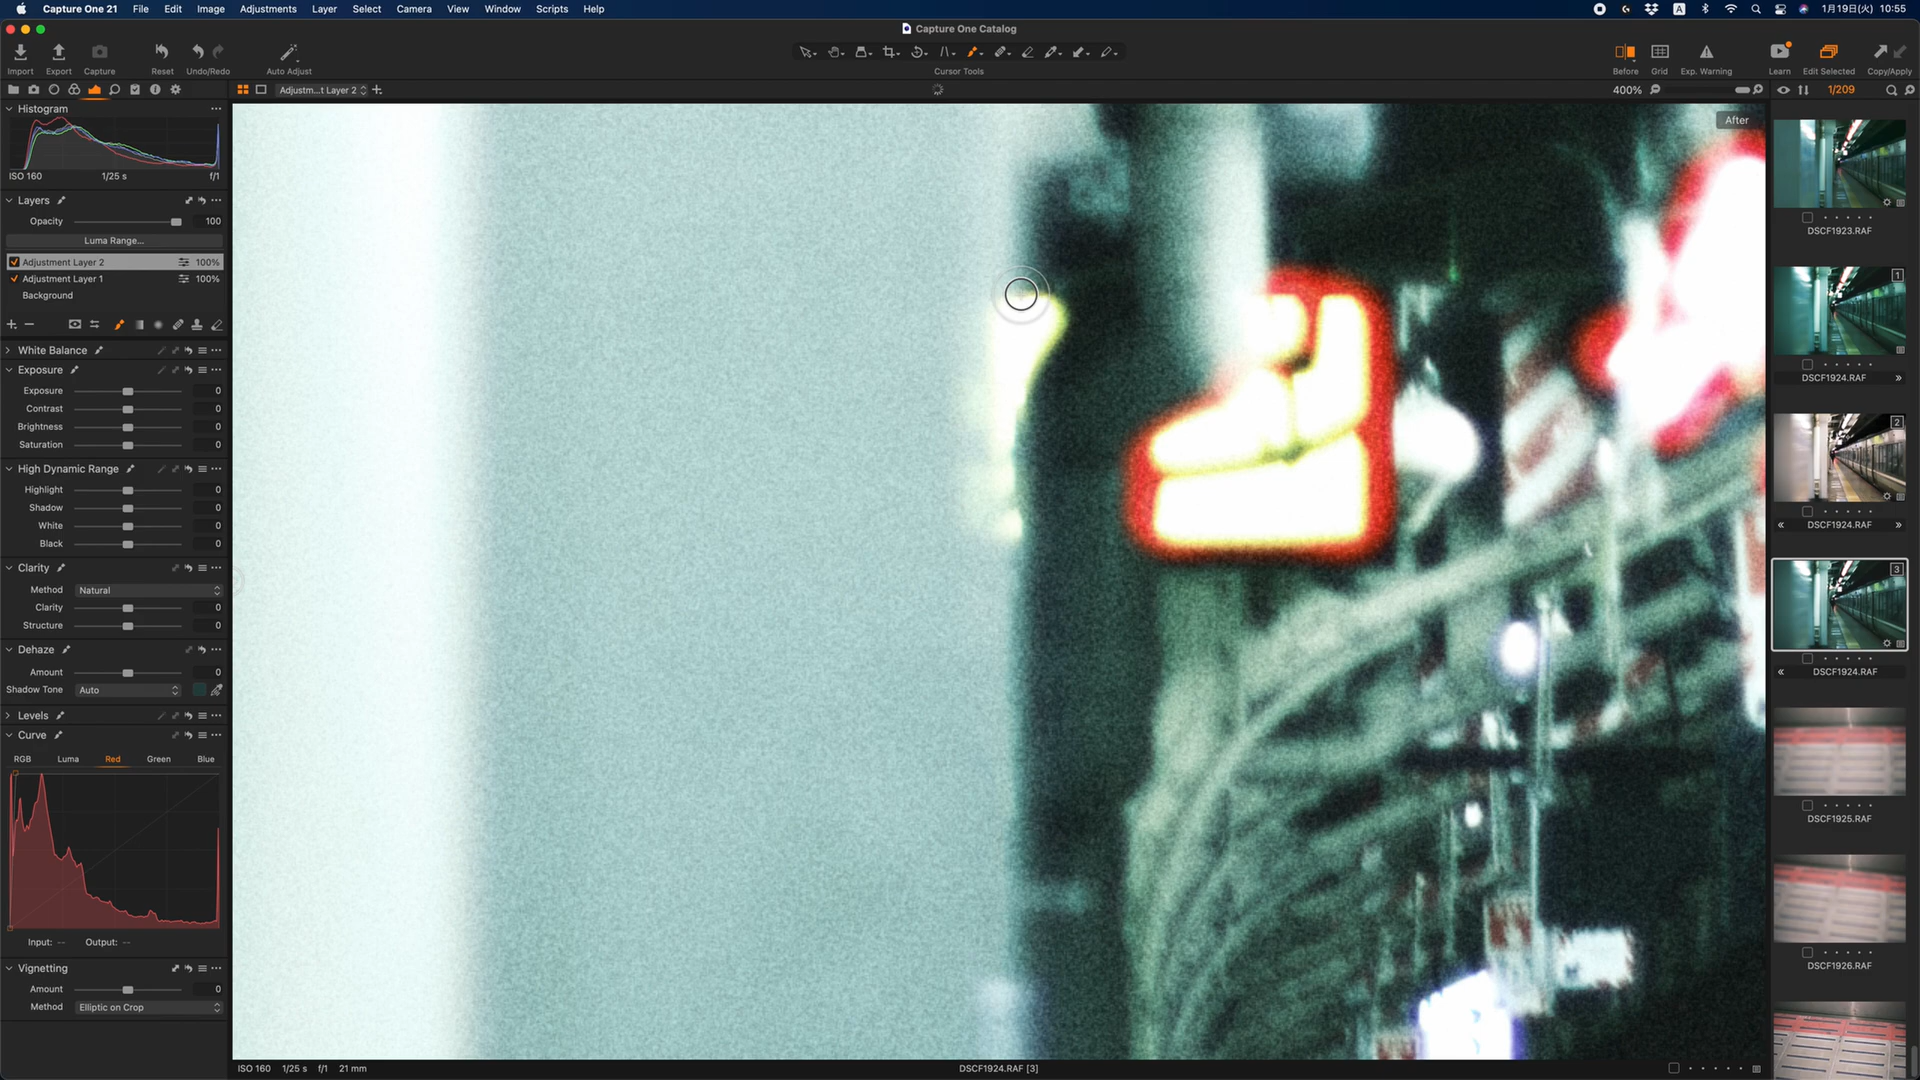 Capture One 21 File Edit Image Adjustments Layer Select Camera View Window Scripts Help
A 1月19日(火) 10:55
Capture One Catalog
Import Export Capture Reset Undo/Redo Auto Adjust
Cursor Tools
Before Grid Exp. Warning Learn Edit Selected Copy/Apply
Adjustm...t Layer 2
400%
1/209
After
Histogram
ISO 160 1/25 s f/1
Layers
Opacity 100
Luma Range...
Adjustment Layer 2 100%
Adjustment Layer 1 100%
Background
White Balance
Exposure
Exposure 0
Contrast 0
Brightness 0
Saturation 0
High Dynamic Range
Highlight 0
Shadow 0
White 0
Black 0
Clarity
Method Natural
Clarity 0
Structure 0
Dehaze
Amount 0
Shadow Tone Auto
Levels
Curve
RGB Luma Red Green Blue
Input: -- Output: --
Vignetting
Amount 0
Method Elliptic on Crop
ISO 160 1/25 s f/1 21 mm
DSCF1924.RAF [3]
DSCF1923.RAF
1
DSCF1924.RAF »
2
« DSCF1924.RAF »
3
« DSCF1924.RAF
DSCF1925.RAF
DSCF1926.RAF